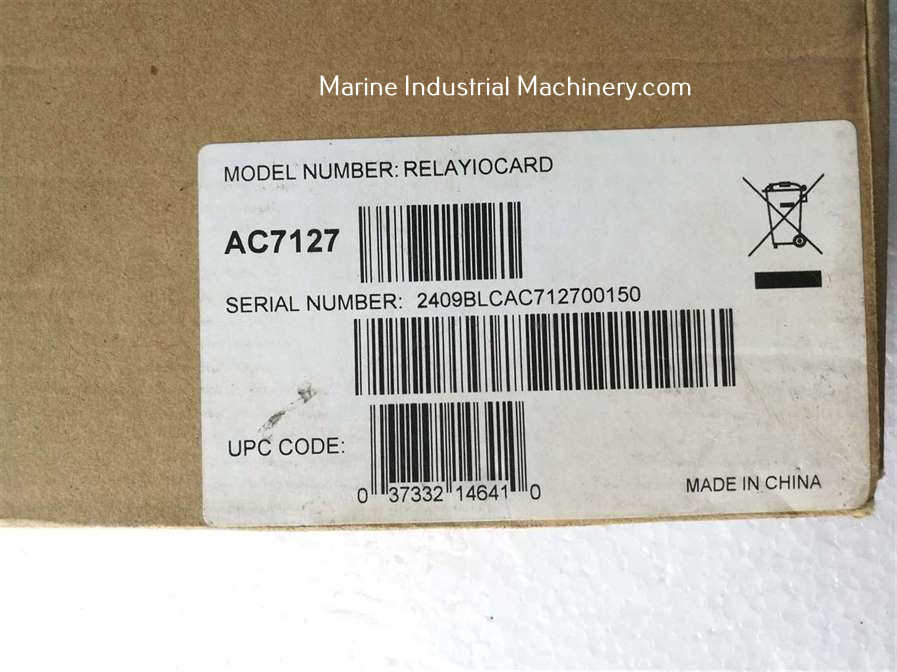 Marine Industrial Machinery.com
MODEL NUMBER: RELAYIOCARD
AC7127
SERIAL NUMBER: 2409BLCAC712700150
UPC CODE:
0 37332 14641 0
MADE IN CHINA